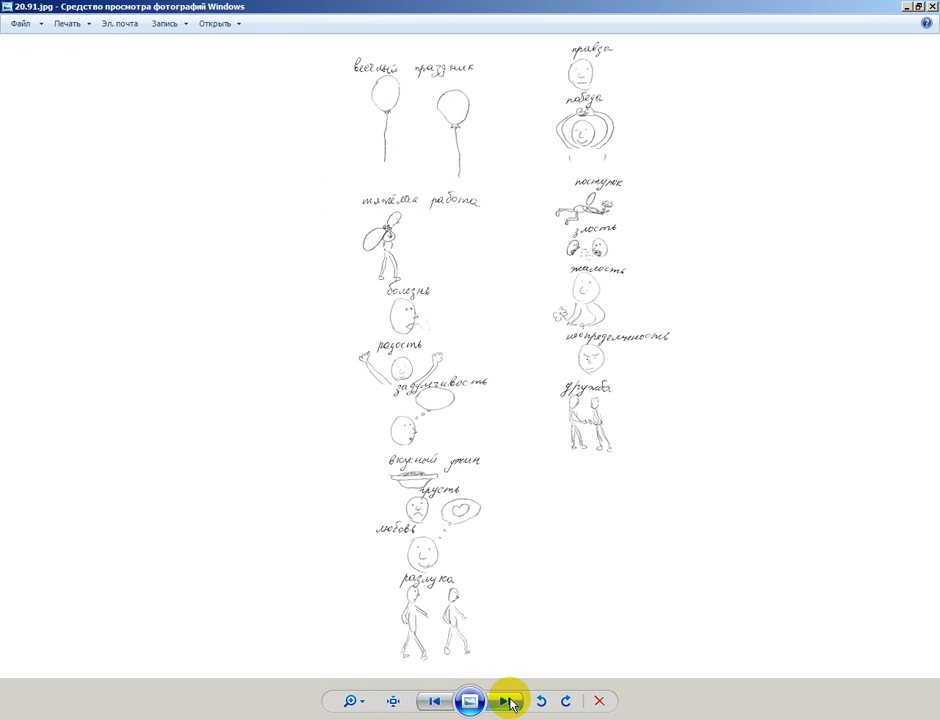 20.91.jpg - Средство просмотра фотографий Windows
Файл Печать Эл. почта Запись Открыть
весёлый праздник
тяжёлая работа
болезнь
радость
задумчивость
вкусный ужин
грусть
любовь
разлука
правда
победа
поступок
злость
жалость
неопределённость
дружба